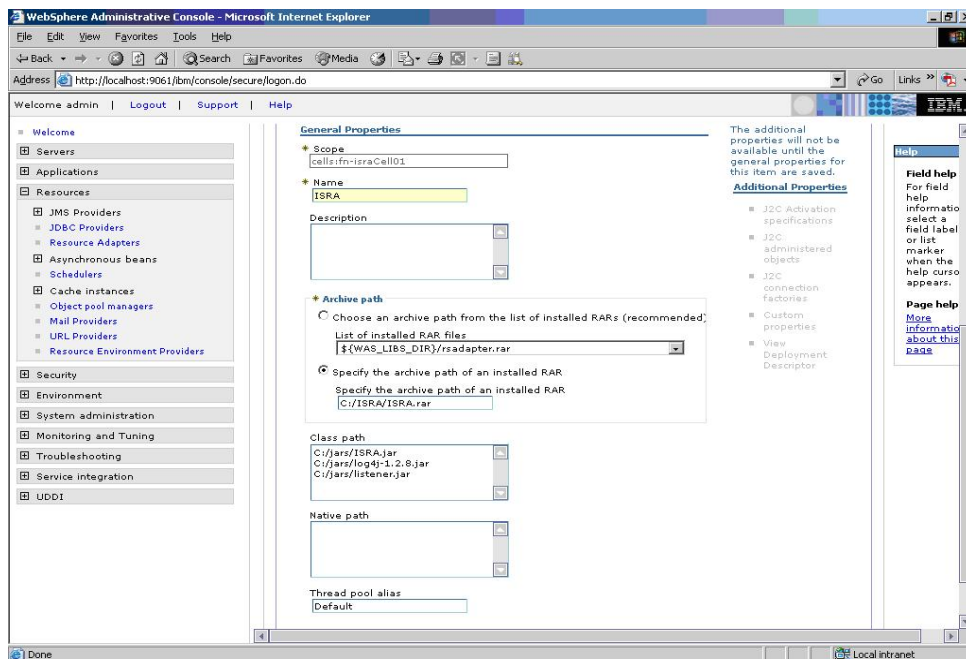 WebSphere Administrative Console - Microsoft Internet Explorer
File Edit View Favorites Tools Help
Back Search Favorites Media
Address http://localhost:9061/ibm/console/secure/logon.do Go Links »
Welcome admin | Logout | Support | Help IBM.
Welcome
Servers
Applications
Resources
JMS Providers
JDBC Providers
Resource Adapters
Asynchronous beans
Schedulers
Cache instances
Object pool managers
Mail Providers
URL Providers
Resource Environment Providers
Security
Environment
System administration
Monitoring and Tuning
Troubleshooting
Service integration
UDDI
General Properties
* Scope
cells:fn-israCell01
* Name
ISRA
Description
* Archive path
Choose an archive path from the list of installed RARs (recommended)
List of installed RAR files
${WAS_LIBS_DIR}/rsadapter.rar
Specify the archive path of an installed RAR
Specify the archive path of an installed RAR
C:/ISRA/ISRA.rar
Class path
C:/jars/ISRA.jar
C:/jars/log4j-1.2.8.jar
C:/jars/listener.jar
Native path
Thread pool alias
Default
The additional
properties will not be
available until the
general properties for
this item are saved.
Additional Properties
J2C Activation
specifications
J2C
administered
objects
J2C
connection
factories
Custom
properties
View
Deployment
Descriptor
Help
Field help
For field
help
informatio
select a
field label
or list
marker
when the
help curso
appears.
Page help
More
informatio
about this
page
Done
Local intranet